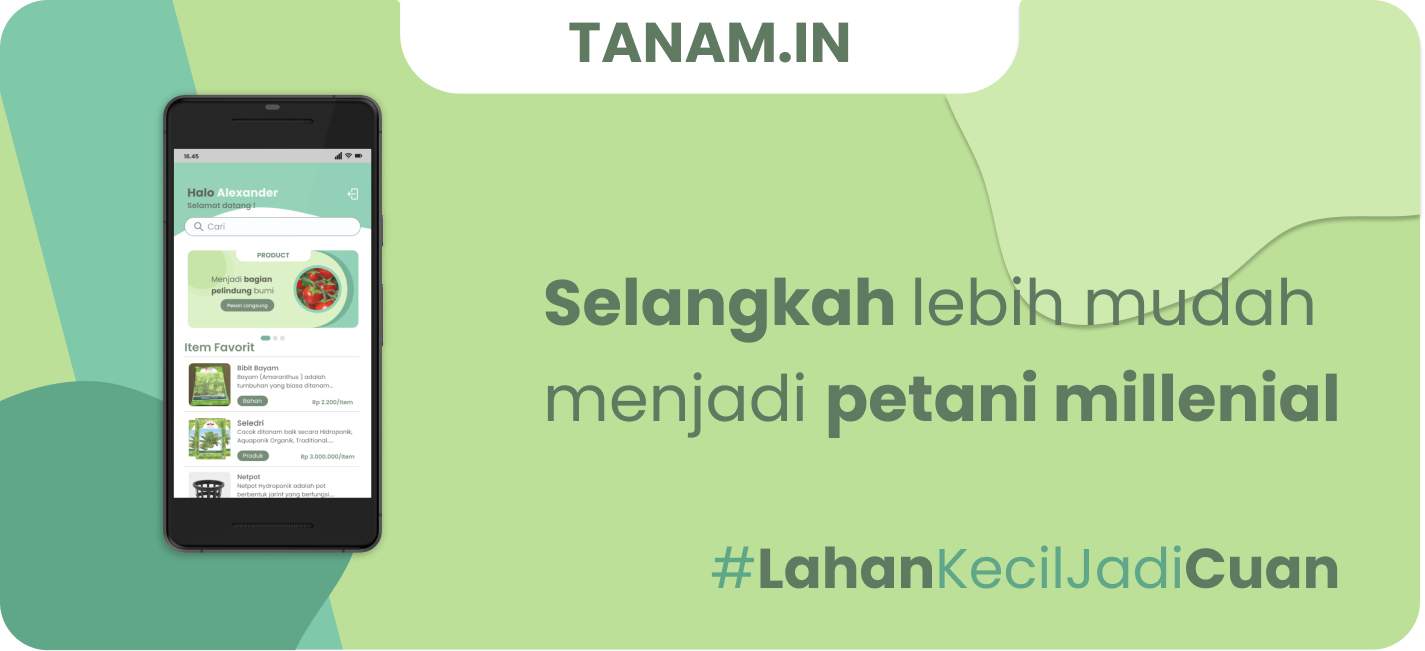 TANAM.IN
16.45
Halo Alexander
Selamat datang !
Cari
PRODUCT
Menjadi bagian
pelindung bumi
Pesan Langsung
Item Favorit
Bibit Bayam
Bayam (Amaranthus ) adalah
tumbuhan yang biasa ditanam...
Bahan
Rp 2.200/item
Seledri
Cocok ditanam baik secara Hidroponik,
Aquaponik Organik, Traditional....
Produk
Rp 3.000.000/item
Netpot
Netpot Hydroponik adalah pot
berbentuk jarinf yang berfungsi ...
Selangkah lebih mudah
menjadi petani millenial
#LahanKecilJadiCuan